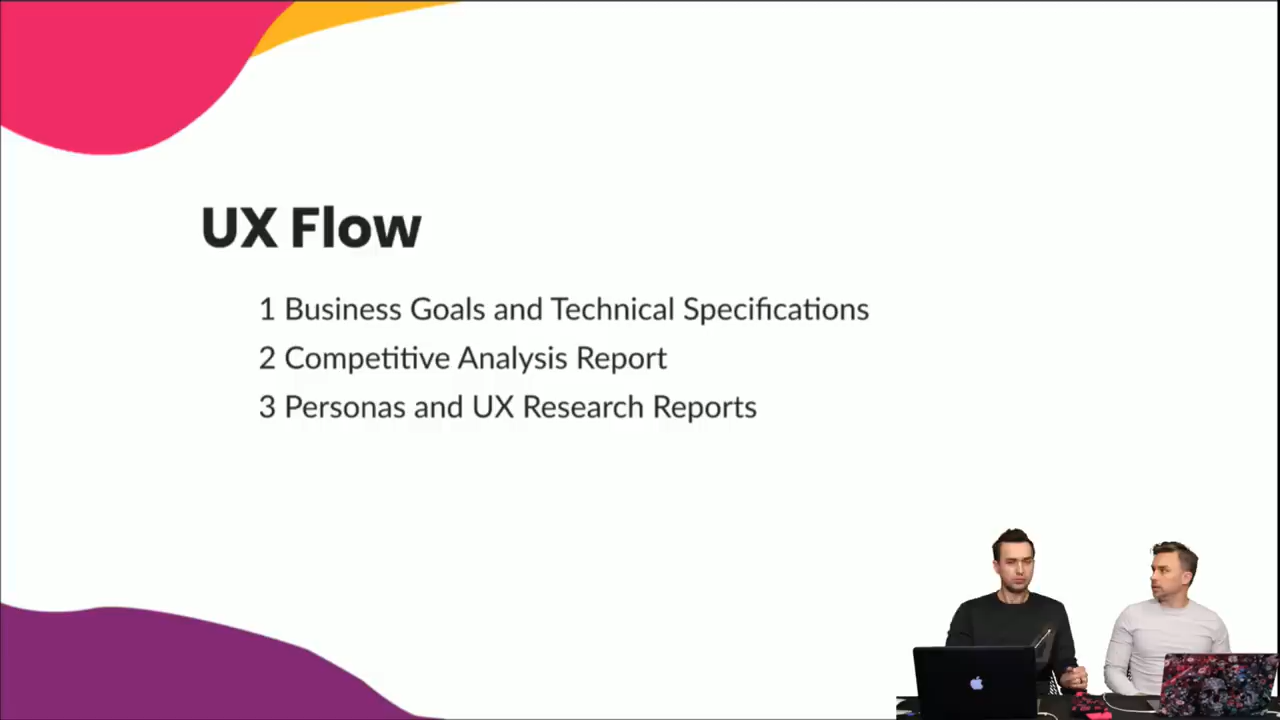 UX Flow
1 Business Goals and Technical Specifications
2 Competitive Analysis Report
3 Personas and UX Research Reports